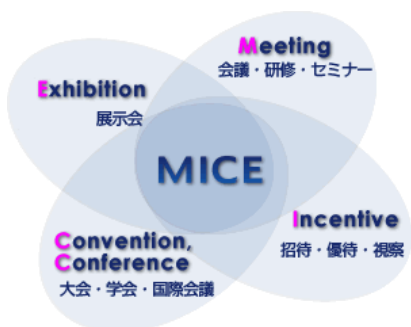 Meeting
会議・研修・セミナー
Exhibition
展示会
MICE
Incentive
招待・優待・視察
Convention,
Conference
大会・学会・国際会議